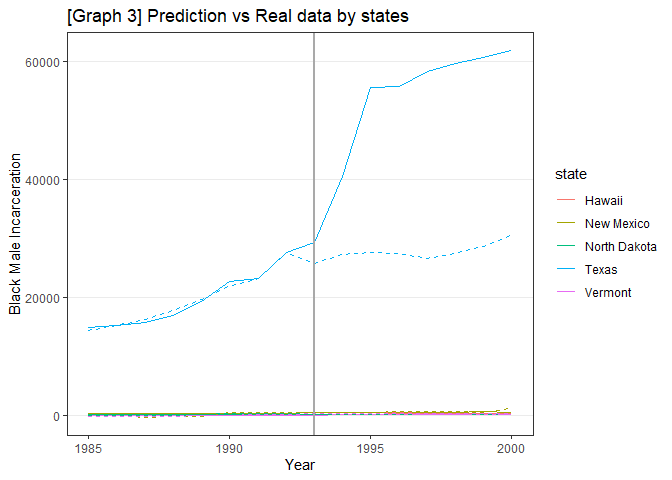 [Graph 3] Prediction vs Real data by states
60000
40000
20000
0
Black Male Incarceration
1985 1990 1995 2000
Year
state
Hawaii
New Mexico
North Dakota
Texas
Vermont